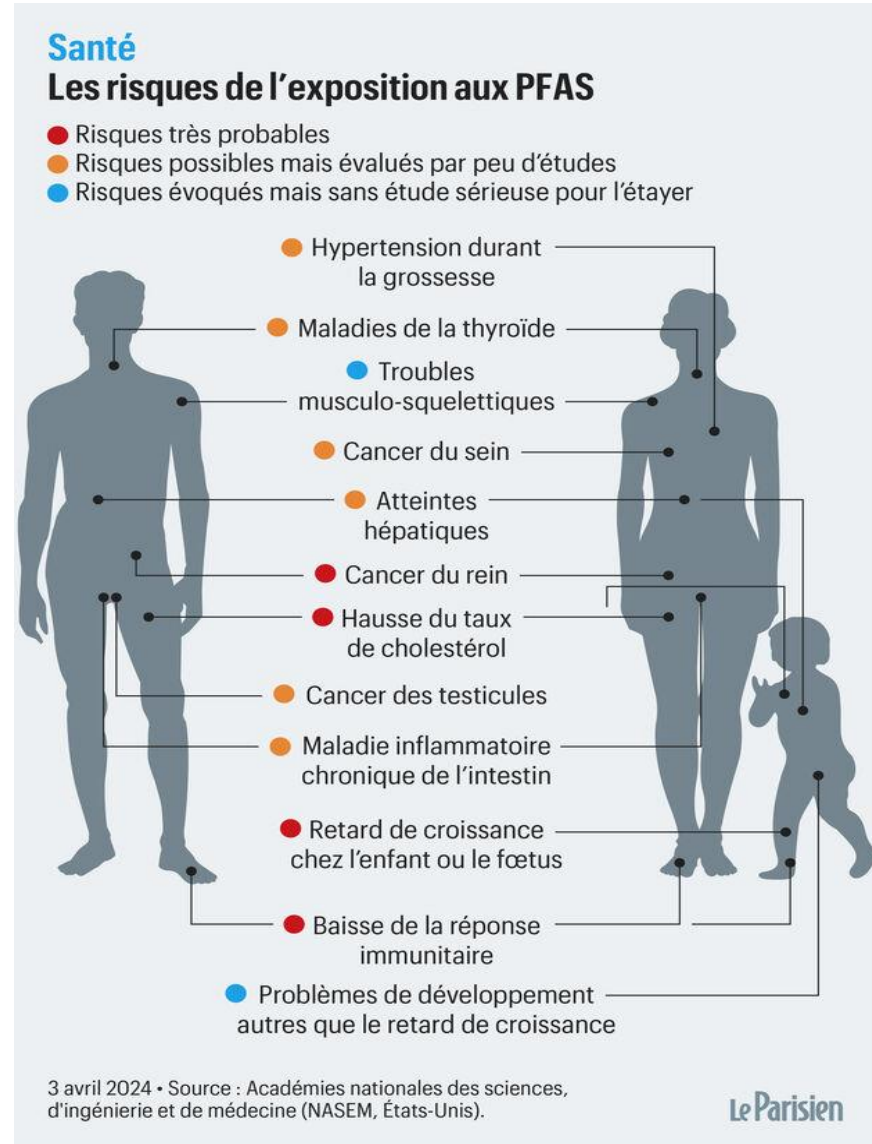 Santé
Les risques de l'exposition aux PFAS
Risques très probables
Risques possibles mais évalués par peu d'études
Risques évoqués mais sans étude sérieuse pour l'étayer
Hypertension durant
la grossesse
Maladies de la thyroïde
Troubles
musculo-squelettiques
Cancer du sein
Atteintes
hépatiques
Cancer du rein
Hausse du taux
de cholestérol
Cancer des testicules
Maladie inflammatoire
chronique de l'intestin
Retard de croissance
chez l'enfant ou le fœtus
Baisse de la réponse
immunitaire
Problèmes de développement
autres que le retard de croissance
3 avril 2024 • Source : Académies nationales des sciences,
d'ingénierie et de médecine (NASEM, États-Unis).
Le Parisien